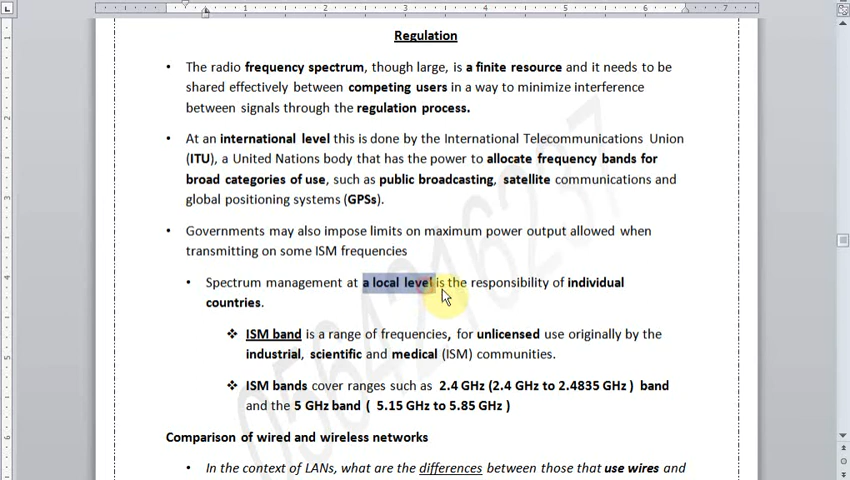 Regulation
• The radio frequency spectrum, though large, is a finite resource and it needs to be
shared effectively between competing users in a way to minimize interference
between signals through the regulation process.
• At an international level this is done by the International Telecommunications Union
(ITU), a United Nations body that has the power to allocate frequency bands for
broad categories of use, such as public broadcasting, satellite communications and
global positioning systems (GPSs).
• Governments may also impose limits on maximum power output allowed when
transmitting on some ISM frequencies
• Spectrum management at a local level is the responsibility of individual
countries.
❖ ISM band is a range of frequencies, for unlicensed use originally by the
industrial, scientific and medical (ISM) communities.
❖ ISM bands cover ranges such as 2.4 GHz (2.4 GHz to 2.4835 GHz ) band
and the 5 GHz band ( 5.15 GHz to 5.85 GHz )
Comparison of wired and wireless networks
• In the context of LANs, what are the differences between those that use wires and